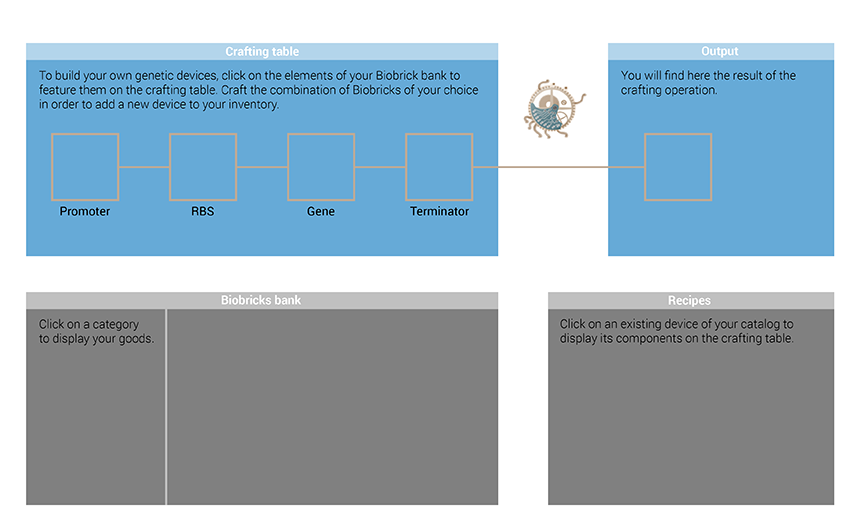 Crafting table
To build your own genetic devices, click on the elements of your Biobrick bank to
feature them on the crafting table. Craft the combination of Biobricks of your choice
in order to add a new device to your inventory.
Promoter
RBS
Gene
Terminator
Output
You will find here the result of the
crafting operation.
Biobricks bank
Click on a category
to display your goods.
Recipes
Click on an existing device of your catalog to
display its components on the crafting table.